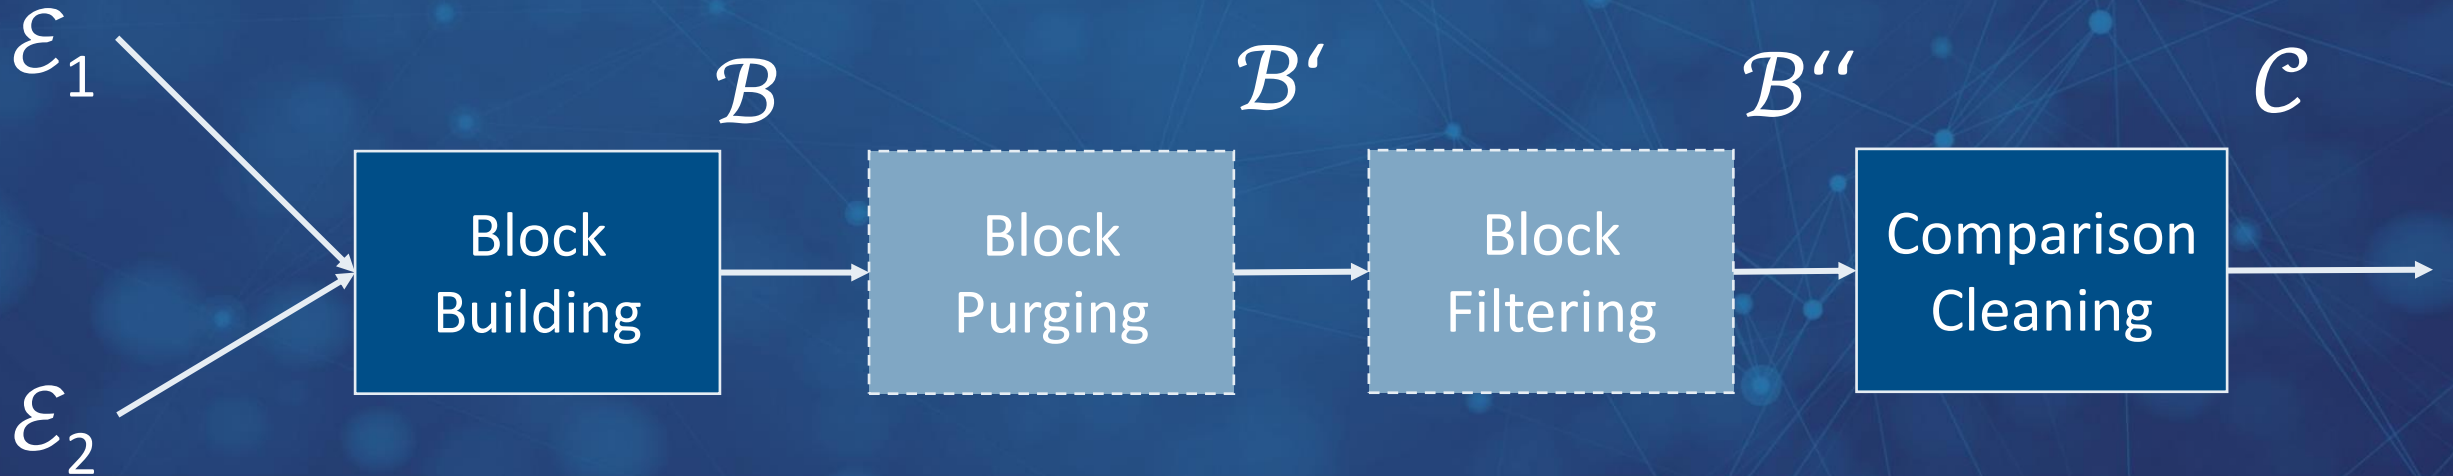 ℰ₁
ℬ
ℬ‘
ℬ‘‘
𝒞
Block
Building
Block
Purging
Block
Filtering
Comparison
Cleaning
ℰ₂